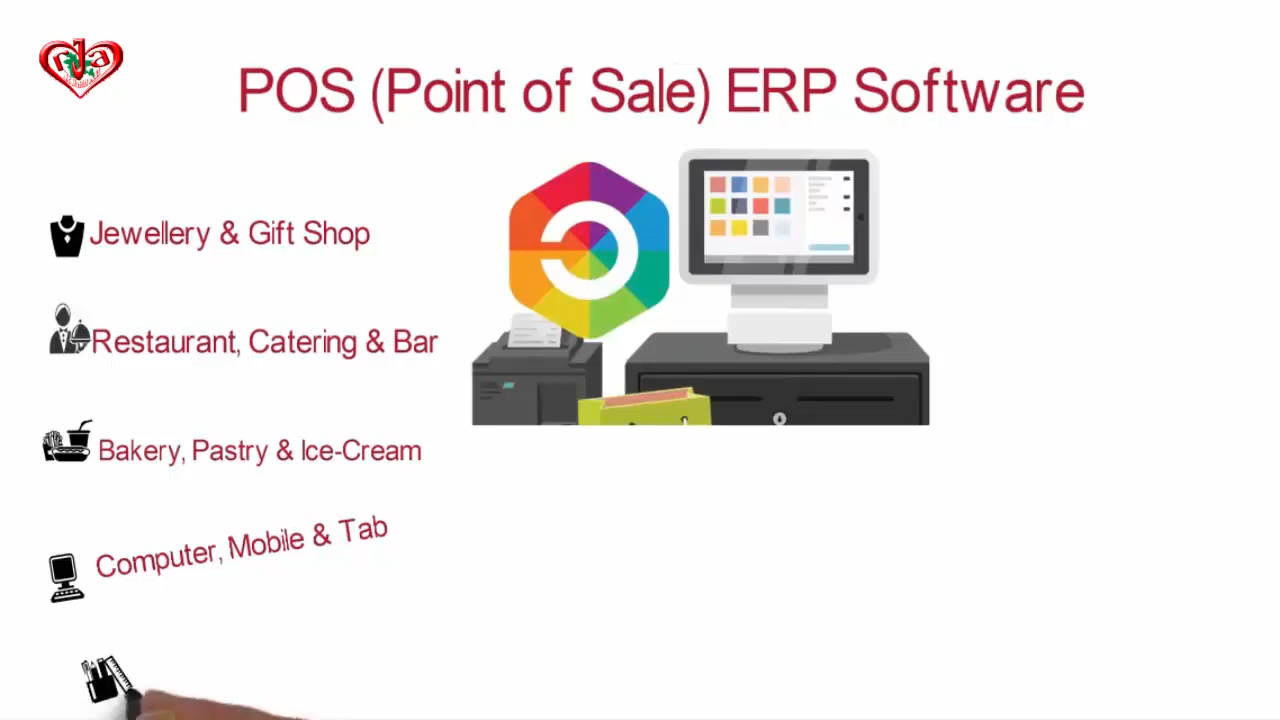 rja
POS (Point of Sale) ERP Software
Jewellery & Gift Shop
Restaurant, Catering & Bar
Bakery, Pastry & Ice-Cream
Computer, Mobile & Tab